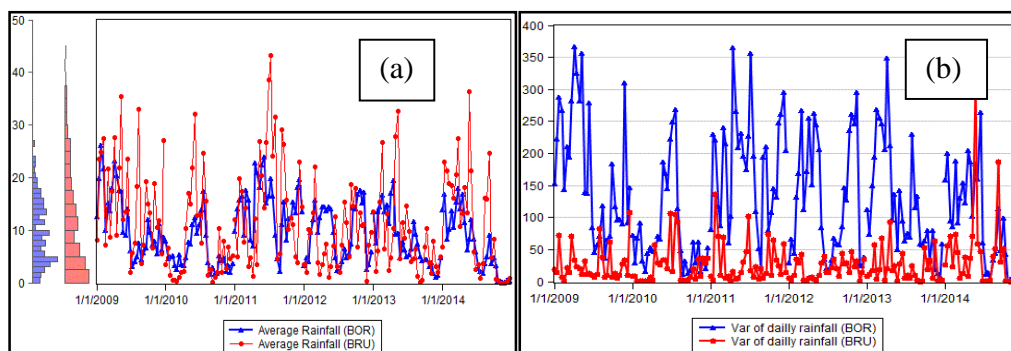 50
40
30
20
10
0
(a)
1/1/2009 1/1/2010 1/1/2011 1/1/2012 1/1/2013 1/1/2014
Average Rainfall (BOR)
Average Rainfall (BRU)
400
350
300
250
200
150
100
50
0
(b)
1/1/2009 1/1/2010 1/1/2011 1/1/2012 1/1/2013 1/1/2014
Var of dailly rainfall (BOR)
Var of dailly rainfall (BRU)